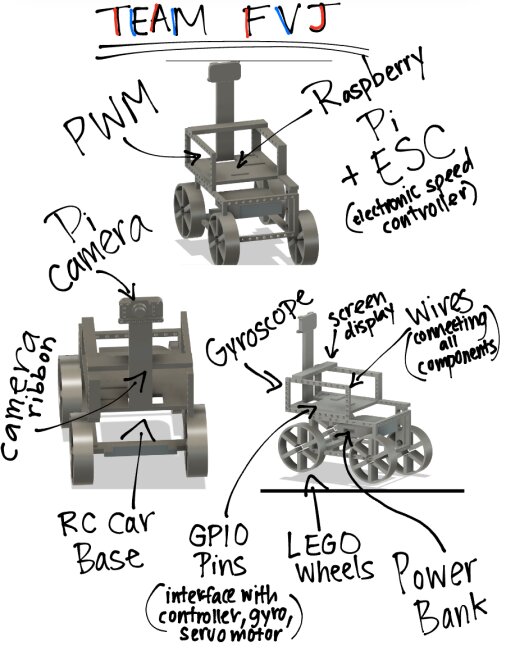 TEAM FVJ
PWM
Raspberry
Pi
+ ESC
(electronic speed
controller)
Pi
camera
camera
ribbon
Gyroscope
screen
display
Wires
(connecting
all
components)
RC Car
Base
GPIO
Pins
(interface with
controller, gyro,
servo motor)
LEGO
Wheels
Power
Bank